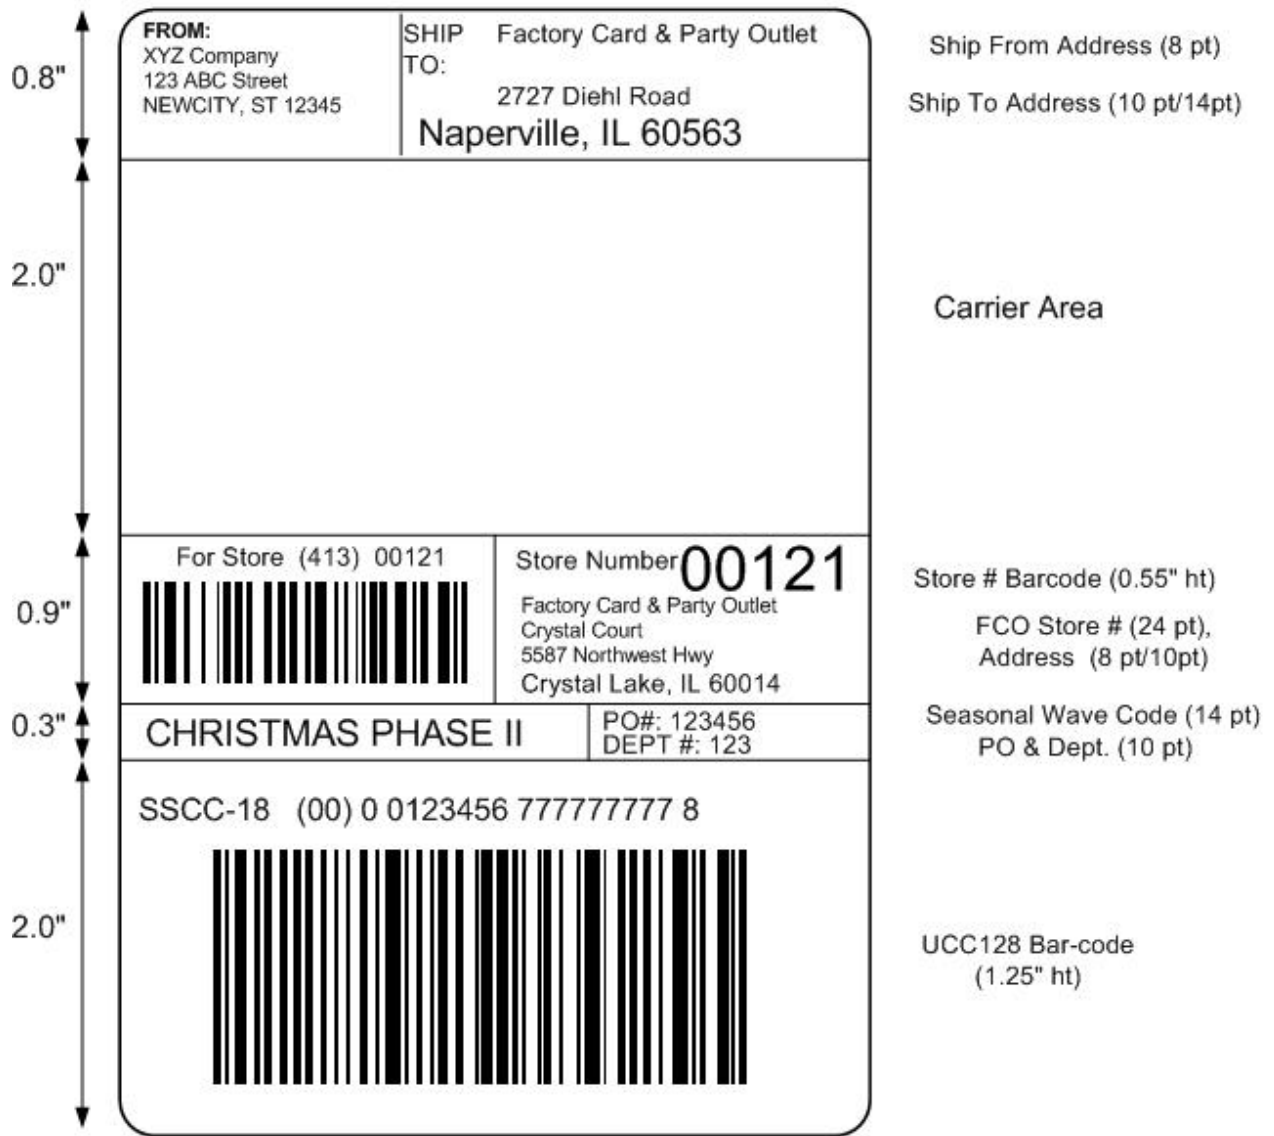 0.8"
FROM:
XYZ Company
123 ABC Street
NEWCITY, ST 12345
SHIP TO:
Factory Card & Party Outlet
2727 Diehl Road
Naperville, IL 60563
Ship From Address (8 pt)
Ship To Address (10 pt/14pt)
2.0"
Carrier Area
0.9"
For Store (413) 00121
Store Number 00121
Factory Card & Party Outlet
Crystal Court
5587 Northwest Hwy
Crystal Lake, IL 60014
Store # Barcode (0.55" ht)
FCO Store # (24 pt),
Address (8 pt/10pt)
0.3"
CHRISTMAS PHASE II
PO#: 123456
DEPT #: 123
Seasonal Wave Code (14 pt)
PO & Dept. (10 pt)
2.0"
SSCC-18 (00) 0 0123456 777777777 8
UCC128 Bar-code
(1.25" ht)